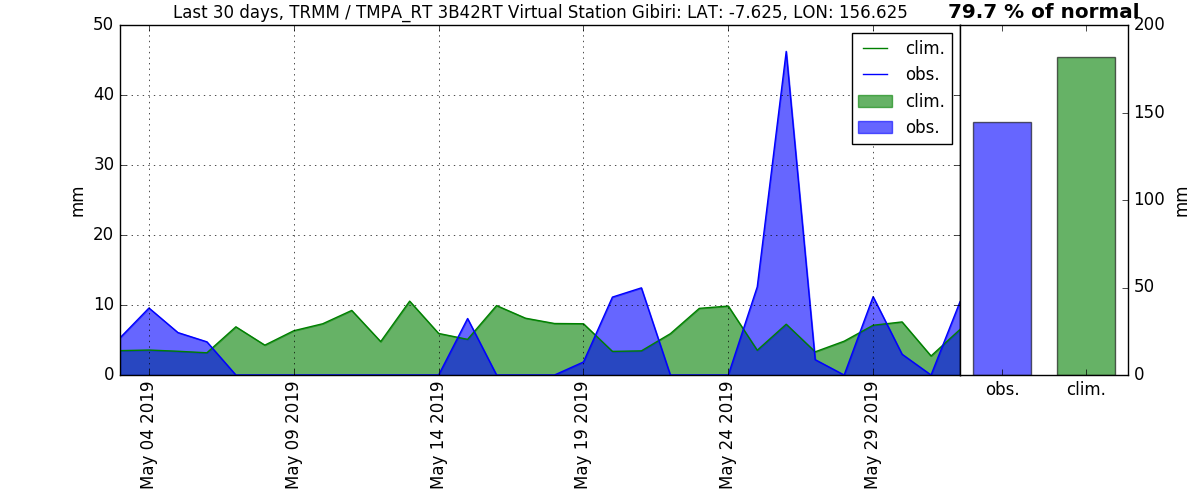 Last 30 days, TRMM / TMPA_RT 3B42RT Virtual Station Gibiri: LAT: -7.625, LON: 156.625
79.7 % of normal
50
40
30
20
10
0
mm
clim.
obs.
clim.
obs.
May 04 2019
May 09 2019
May 14 2019
May 19 2019
May 24 2019
May 29 2019
200
150
100
50
0
mm
obs.
clim.